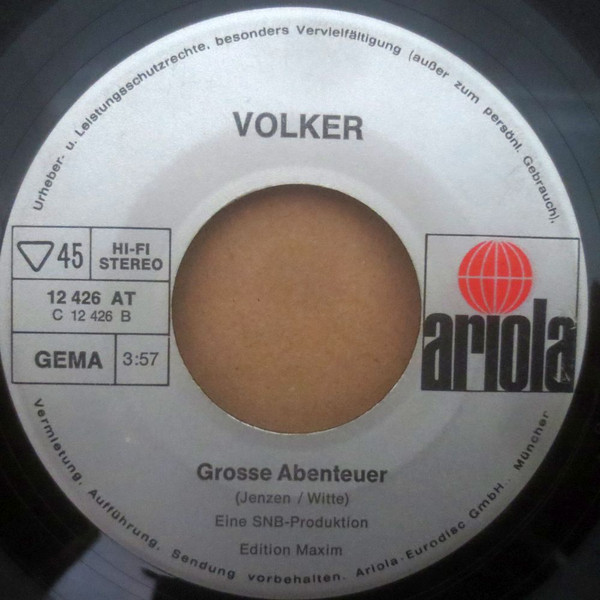 Urheber- u. Leistungsschutzrechte, besonders Vervielfältigung (außer zum persönl. Gebrauch),
VOLKER
45
HI-FI
STEREO
12 426 AT
C 12 426 B
GEMA
3:57
ariola
Grosse Abenteuer
(Jenzen / Witte)
Eine SNB-Produktion
Edition Maxim
Vermietung, Aufführung, Sendung vorbehalten. Ariola-Eurodisc GmbH., Müncher